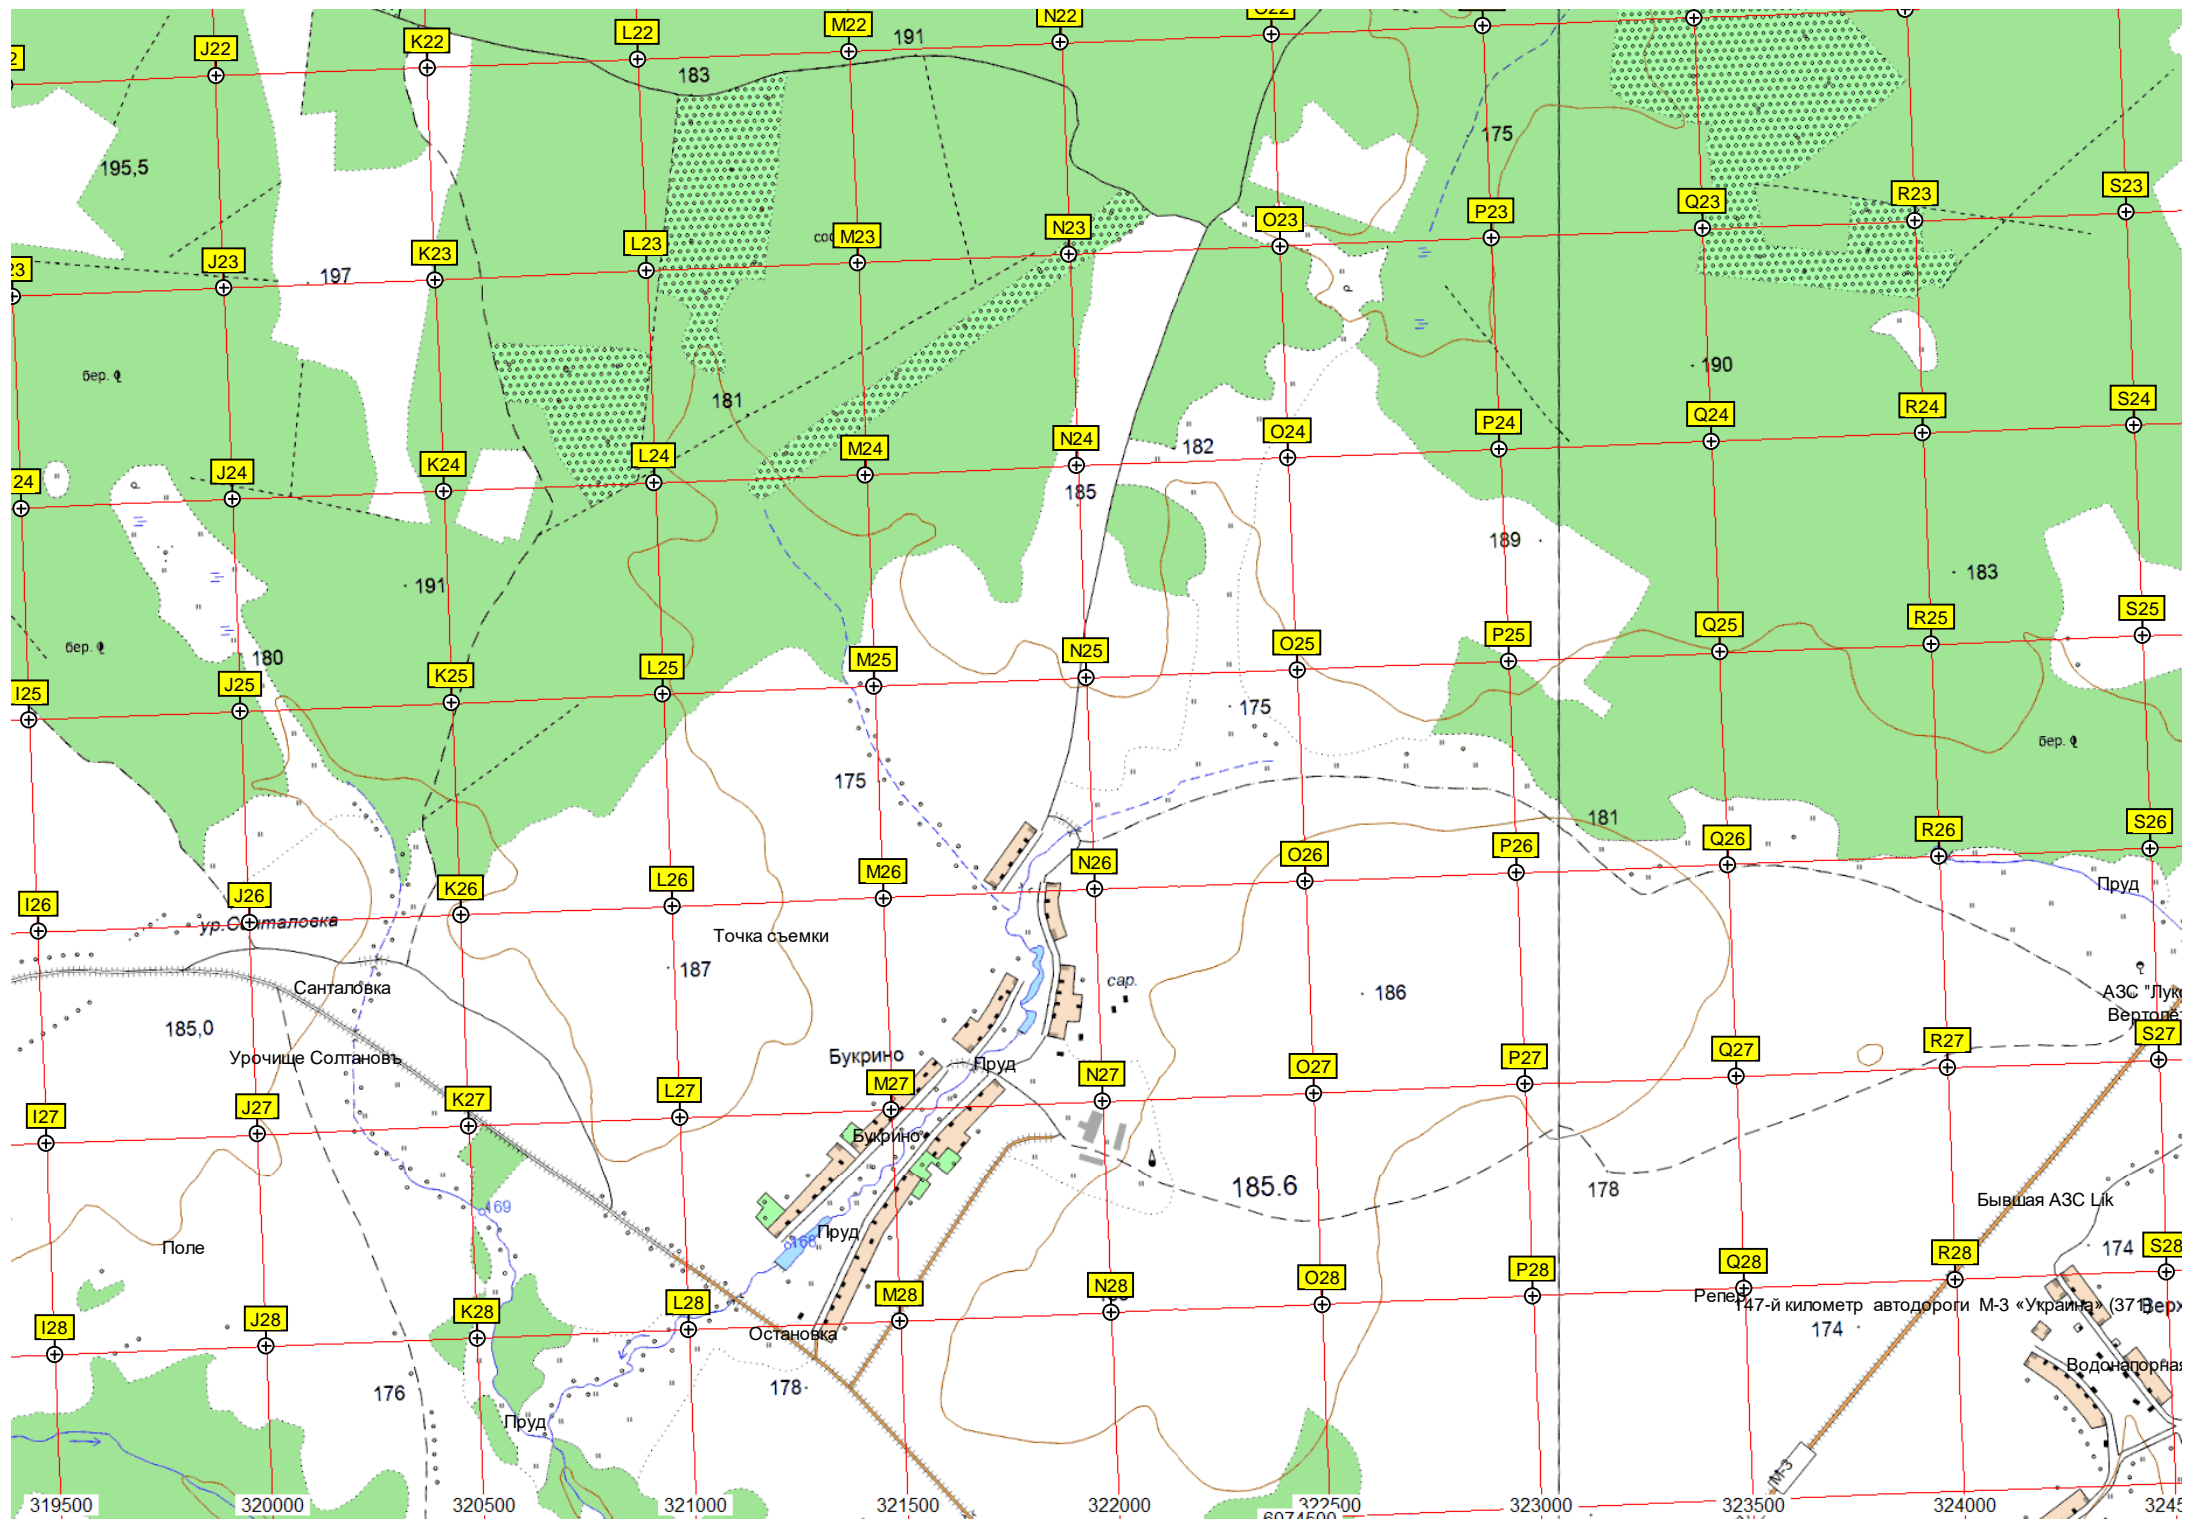 J22
K22
L22
M22
191
N22
O22
183
175
195,5
J23
197
K23
L23
M23
N23
O23
P23
Q23
R23
S23
190
бер.
181
J24
K24
L24
M24
N24
182
O24
P24
Q24
R24
S24
24
185
189
191
183
бер.
180
I25
J25
K25
L25
M25
N25
O25
P25
Q25
R25
S25
175
175
бер.
181
I26
J26
K26
L26
M26
N26
O26
P26
Q26
R26
S26
Пруд
Точка съемки
187
сар.
186
Санталовка
185,0
Урочище Солтановъ
Букрино
Пруд
I27
J27
K27
L27
M27
N27
O27
P27
Q27
R27
S27
Букрино
185.6
178
169
Бывшая АЗС Lik
Поле
Пруд
168
174
I28
J28
K28
L28
M28
N28
O28
P28
Q28
R28
S28
Репер
147-й километр автодороги М-3 «Украина» (371)
174
Остановка
176
178
Пруд
М-3
319500
320000
320500
321000
321500
322000
322500
323000
323500
324000
6074500